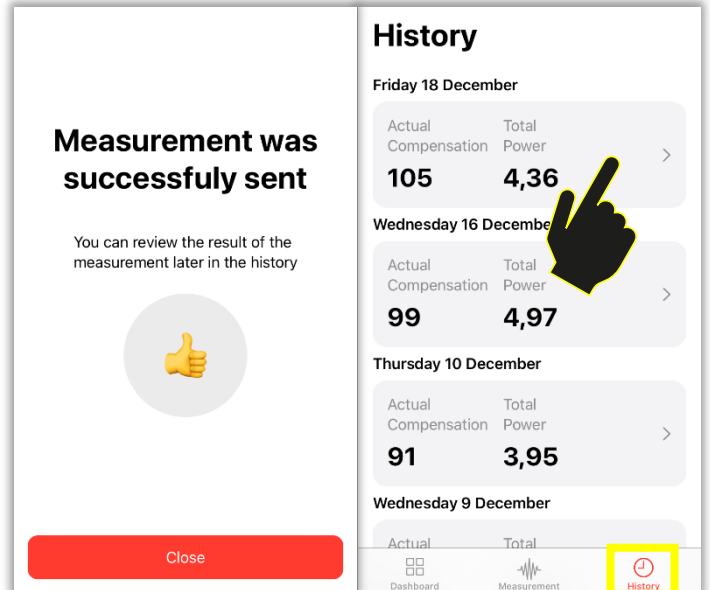 Measurement was
successfuly sent
You can review the result of the
measurement later in the history
Close
History
Friday 18 December
Actual Total
Compensation Power
105 4,36
Wednesday 16 Decembe
Actual Total
Compensation Power
99 4,97
Thursday 10 December
Actual Total
Compensation Power
91 3,95
Wednesday 9 December
Actual Total
Dashboard Measurement History